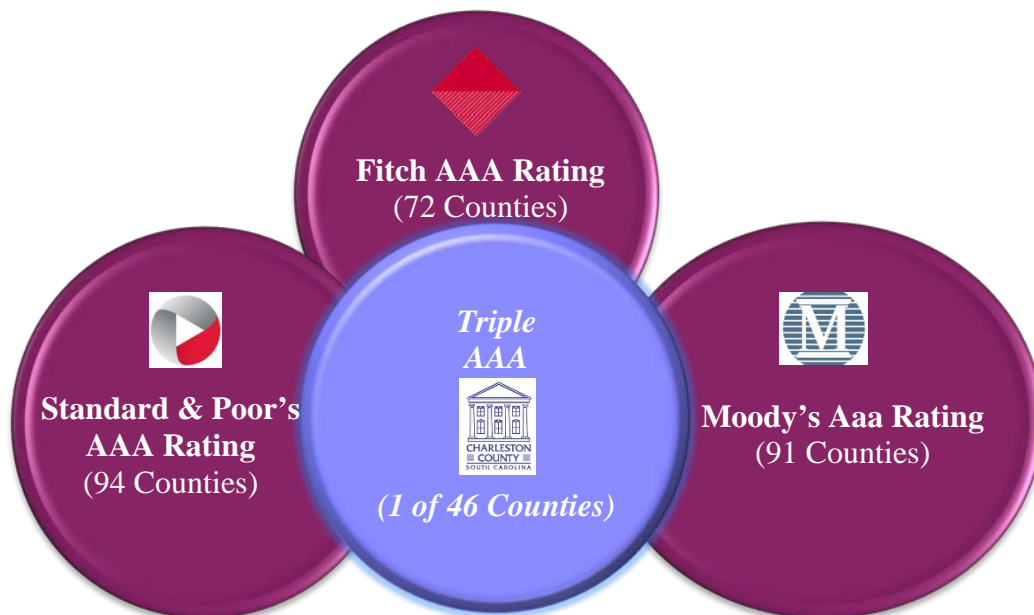 Fitch AAA Rating
(72 Counties)
Triple
AAA
CHARLESTON
COUNTY
SOUTH CAROLINA
(1 of 46 Counties)
Standard & Poor's
AAA Rating
(94 Counties)
M
Moody’s Aaa Rating
(91 Counties)